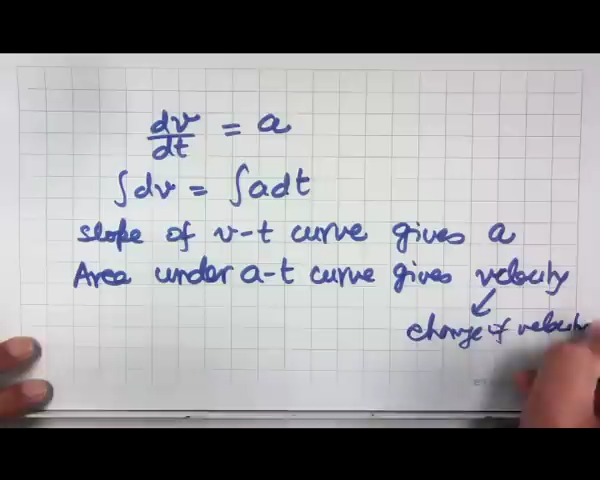 dv/dt = a
∫dv = ∫adt
slope of v-t curve gives a
Area under a-t curve gives velocity
change of velocity